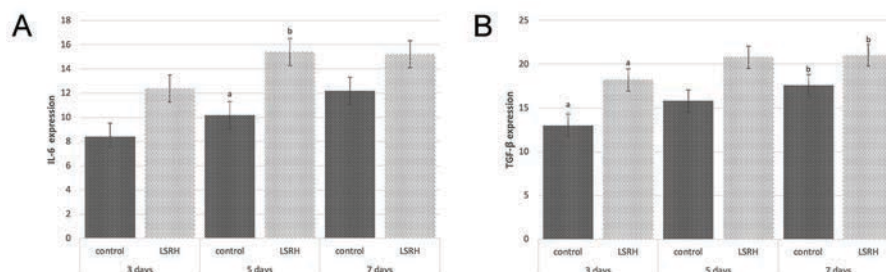 A
IL-6 expression
18
16
14
12
10
8
6
4
2
0
a
b
control LSRH control LSRH control LSRH
3 days 5 days 7 days
B
TGF-β expression
25
20
15
10
5
0
a
a
b
b
control LSRH control LSRH control LSRH
3 days 5 days 7 days